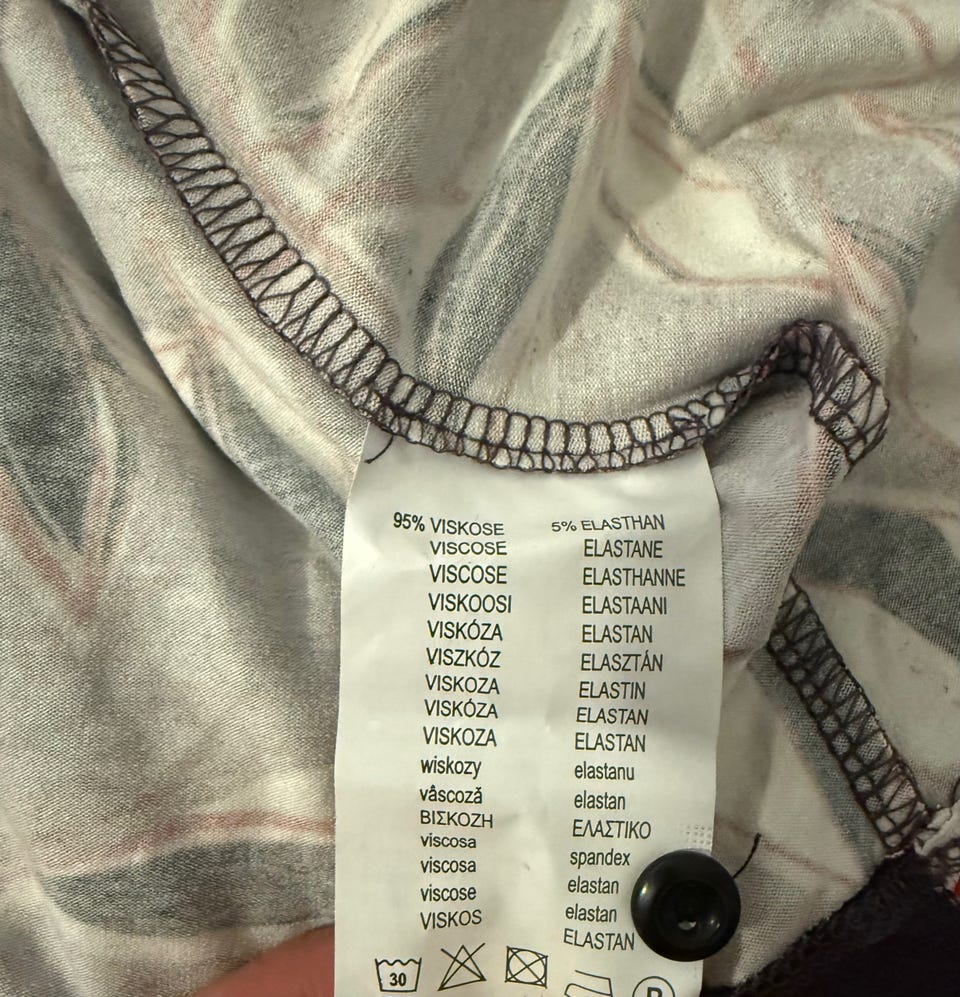 95% VISKOSE 5% ELASTHAN
VISCOSE ELASTANE
VISCOSE ELASTHANNE
VISKOOSI ELASTAANI
VISKÓZA ELASTAN
VISZKÓZ ELASZTÁN
VISKOZA ELASTIN
VISKÓZA ELASTAN
VISKOZA ELASTAN
wiskozy elastanu
vâscoză elastan
ΒΙΣΚΟΖΗ ΕΛΑΣΤΙΚΟ
viscosa spandex
viscosa elastan
viscose elastan
VISKOS ELASTAN
30 P